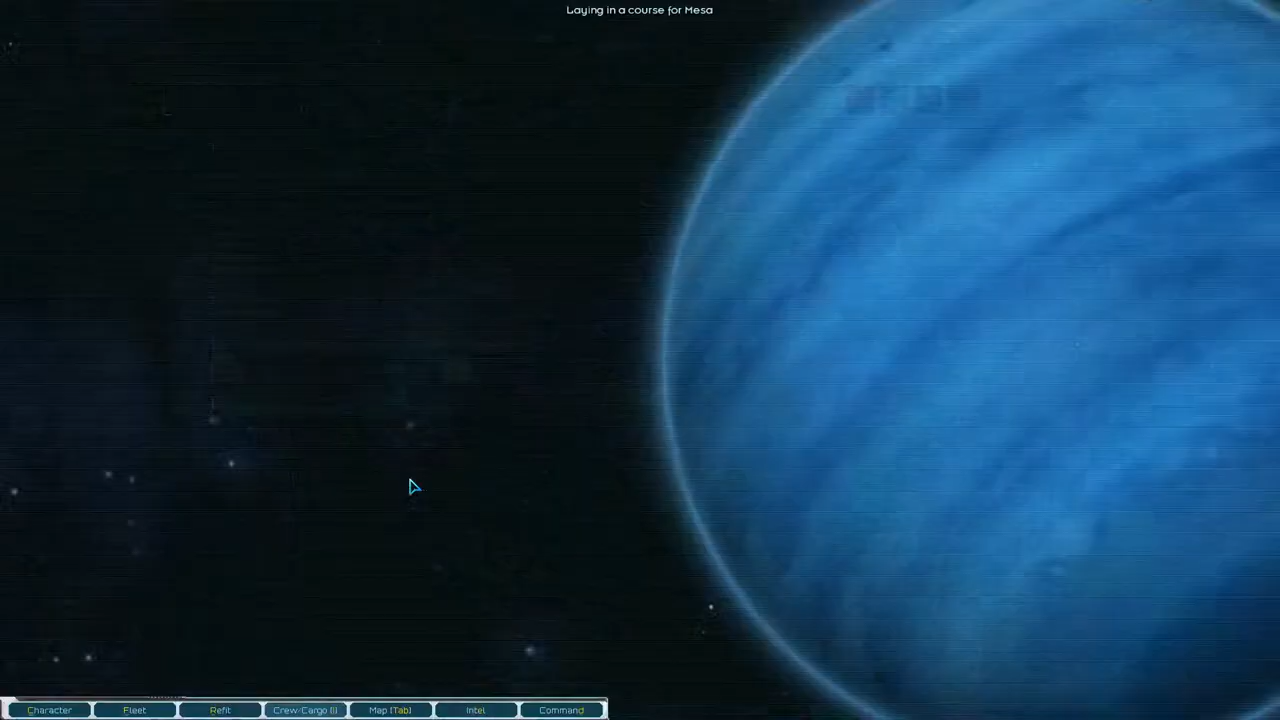 Laying in a course for Mesa
Character Fleet Refit Crew/Cargo [I] Map [Tab] Intel Command